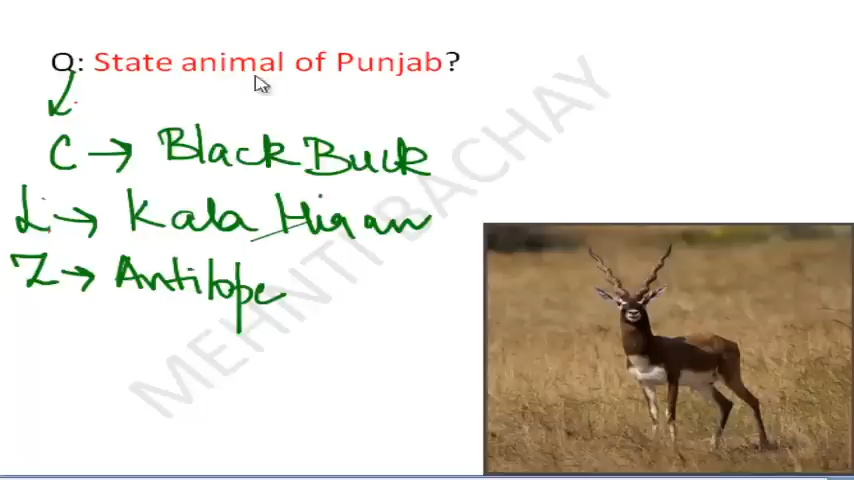 Q: State animal of Punjab?
C → Black Buck
L → Kala Hiran
Z → Antilope
MEHNTI BACHAY